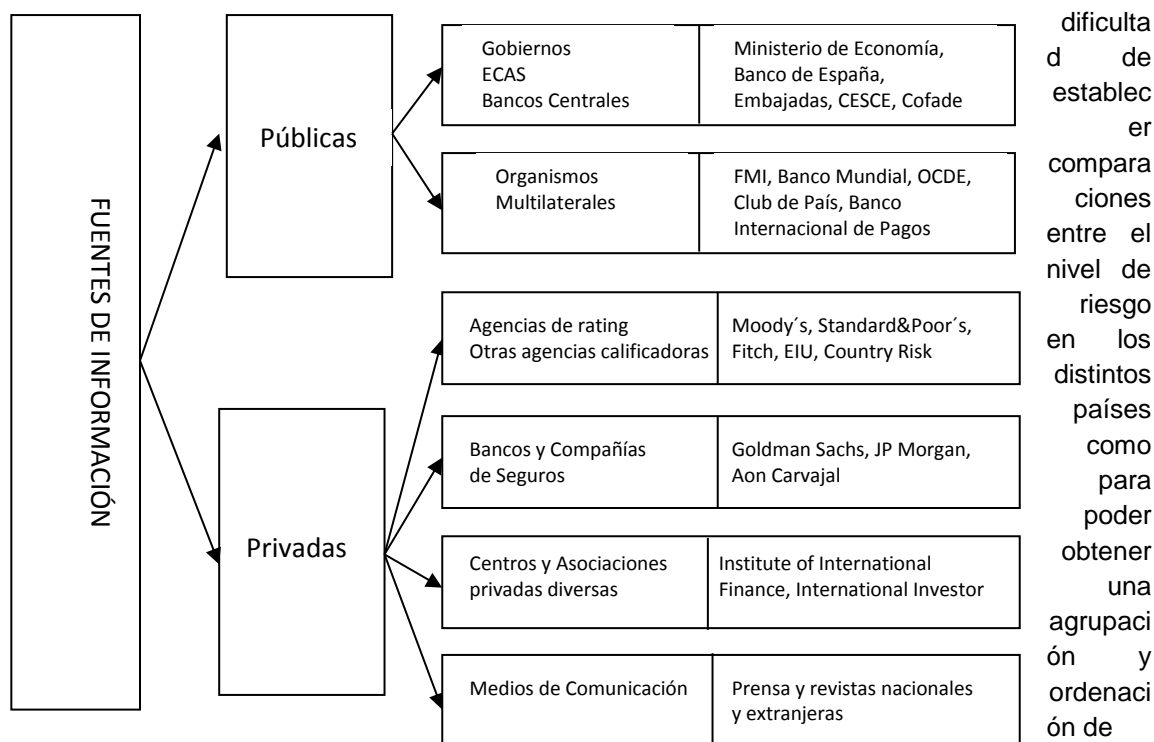 FUENTES DE INFORMACIÓN
Públicas
Gobiernos
ECAS
Bancos Centrales
Ministerio de Economía,
Banco de España,
Embajadas, CESCE, Cofade
Organismos
Multilaterales
FMI, Banco Mundial, OCDE,
Club de País, Banco
Internacional de Pagos
Privadas
Agencias de rating
Otras agencias calificadoras
Moody´s, Standard&Poor´s,
Fitch, EIU, Country Risk
Bancos y Compañías
de Seguros
Goldman Sachs, JP Morgan,
Aon Carvajal
Centros y Asociaciones
privadas diversas
Institute of International
Finance, International Investor
Medios de Comunicación
Prensa y revistas nacionales
y extranjeras
dificulta
d de
establec
er
compara
ciones
entre el
nivel de
riesgo
en los
distintos
países
como
para
poder
obtener
una
agrupaci
ón y
ordenaci
ón de